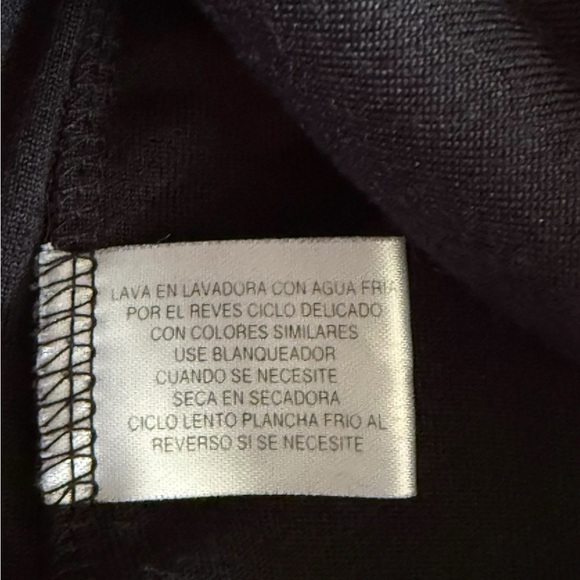 LAVA EN LAVADORA CON AGUA FRIA
POR EL REVES CICLO DELICADO
CON COLORES SIMILARES
USE BLANQUEADOR
CUANDO SE NECESITE
SECA EN SECADORA
CICLO LENTO PLANCHA FRIO AL
REVERSO SI SE NECESITE